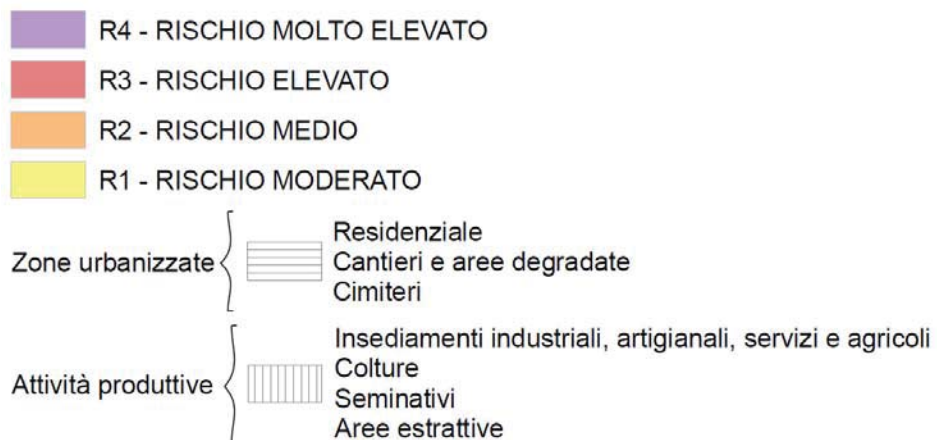 R4 - RISCHIO MOLTO ELEVATO
R3 - RISCHIO ELEVATO
R2 - RISCHIO MEDIO
R1 - RISCHIO MODERATO
Zone urbanizzate
Residenziale
Cantieri e aree degradate
Cimiteri
Attività produttive
Insediamenti industriali, artigianali, servizi e agricoli
Colture
Seminativi
Aree estrattive